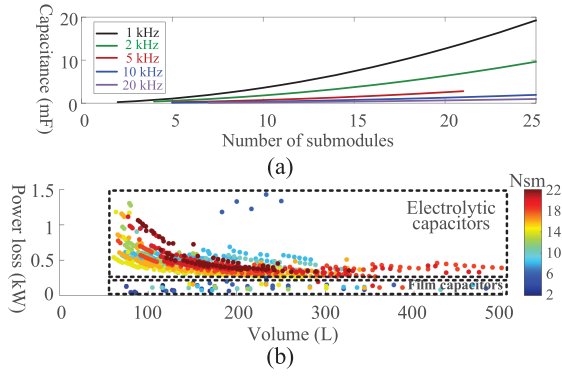 (a)
Capacitance (mF)
20
10
0
1 kHz
2 kHz
5 kHz
10 kHz
20 kHz
0 5 10 15 20 25
Number of submodules
(a)
Power loss (kW)
1.5
1.0
0.5
0
Electrolytic
capacitors
Film capacitors
0 100 200 300 400 500
Volume (L)
Nsm
22
18
14
10
6
2
(b)